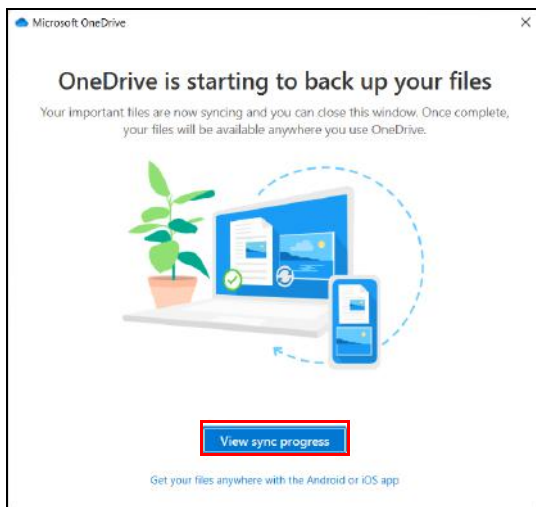 Microsoft OneDrive
OneDrive is starting to back up your files
Your important files are now syncing and you can close this window. Once complete,
your files will be available anywhere you use OneDrive.
View sync progress
Get your files anywhere with the Android or iOS app